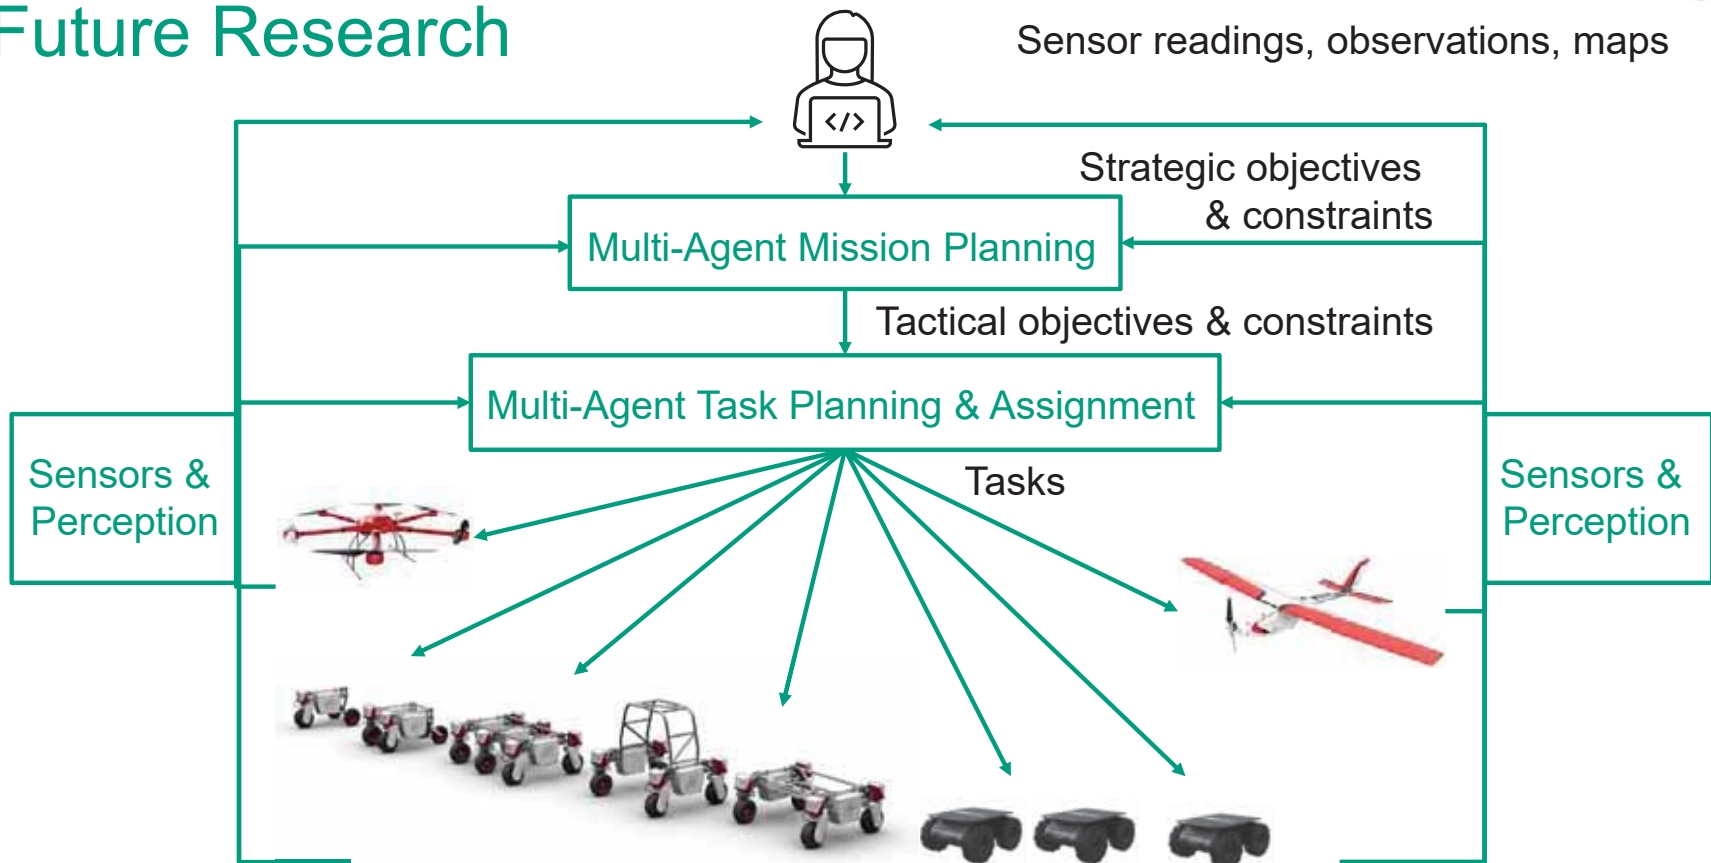 Future Research
Sensor readings, observations, maps
</>
Strategic objectives
& constraints
Multi-Agent Mission Planning
Tactical objectives & constraints
Multi-Agent Task Planning & Assignment
Tasks
Sensors &
Perception
Sensors &
Perception